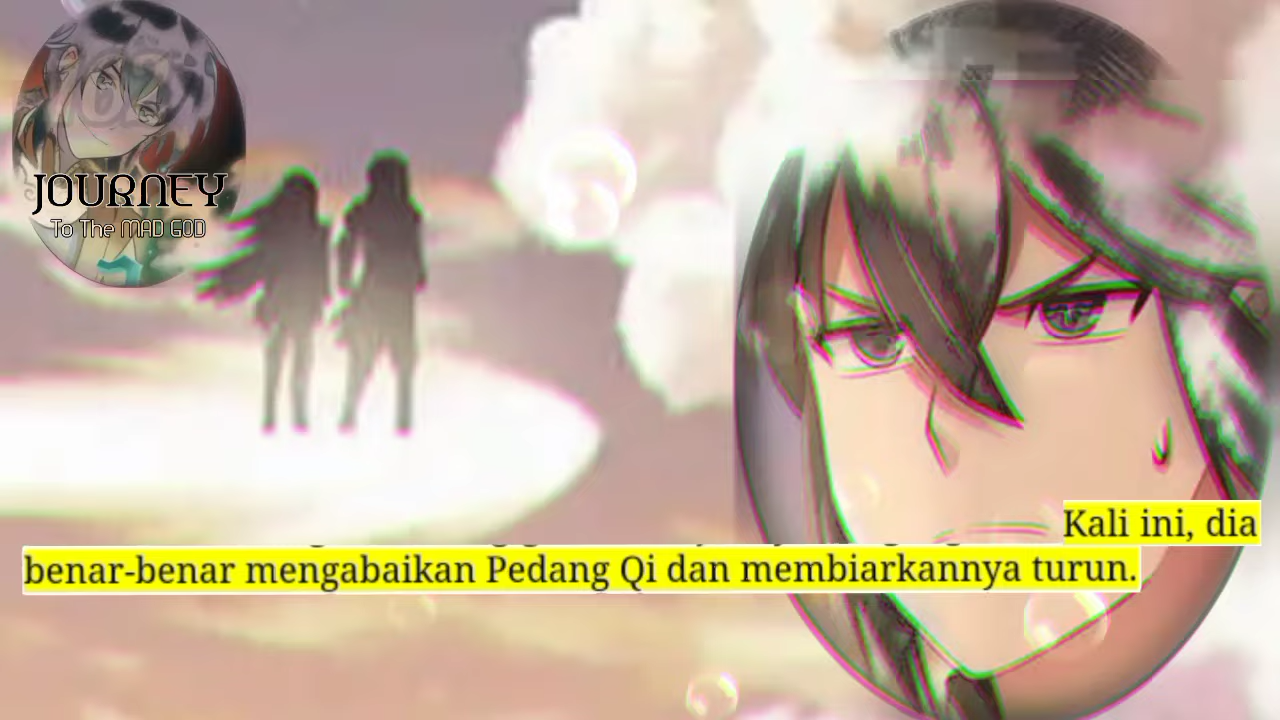 JOURNEY
To The MAD GOD
Kali ini, dia
benar-benar mengabaikan Pedang Qi dan membiarkannya turun.